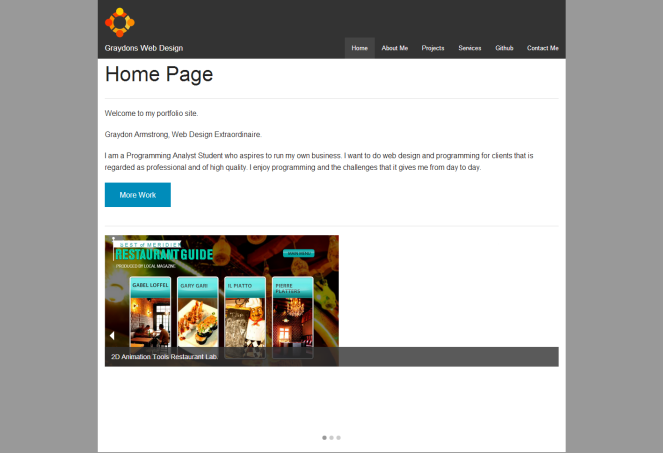 Graydons Web Design
Home About Me Projects Services Github Contact Me
Home Page
Welcome to my portfolio site.
Graydon Armstrong, Web Design Extraordinaire.
I am a Programming Analyst Student who aspires to run my own business. I want to do web design and programming for clients that is
regarded as professional and of high quality. I enjoy programming and the challenges that it gives me from day to day.
More Work
BEST of MERIDIEN
RESTAURANT GUIDE
PRODUCED BY LOCAL MAGAZINE
GABEL LOFFEL GARY GARI IL PIATTO PIERRE
PLATTERS
2D Animation Tools Restaurant Lab.